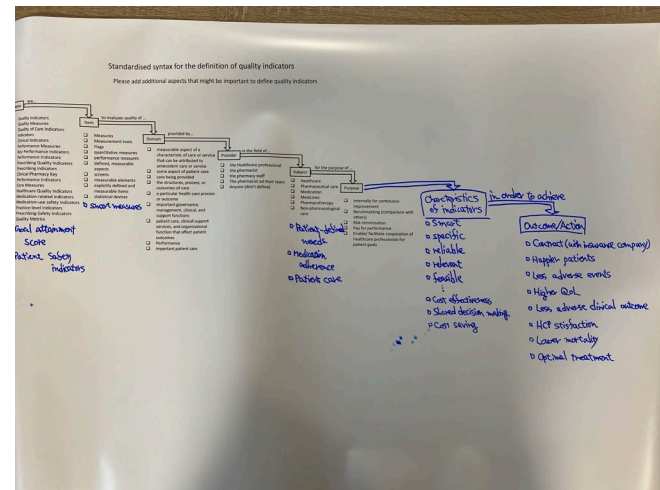 Standardised syntax for the definition of quality indicators
Please add additional aspects that might be important to define quality indicators
are...
Quality Indicators
Quality Measures
Quality of Care Indicators
Indicators
Clinical Indicators
Performance Measures
Key Performance Indicators
Performance Indicators
Prescribing Quality Indicators
Prescribing Indicators
Clinical Pharmacy Key
Performance Indicators
Care Measures
Healthcare Quality Indicators
Medication-related indicators
Medication-use safety indicators
Practice-level Indicators
Prescribing Safety Indicators
Quality Metrics
Goal attainment
Score
Patient Safety
indicators
Item
to evaluate quality of...
Measures
Measurement tools
Flags
quantitative measures
performance measures
defined, measurable
aspects
screens
measurable elements
explicitly defined and
measurable items
statistical devices
Smart measures
Domain
provided by...
measurable aspect of a
characteristic of care or service
that can be attributed to
antecedent care or service
some aspect of patient care
care being provided
the structures, process, or
outcomes of care
a particular health care process
or outcome
important governance,
management, clinical, and
support functions
patient care, clinical support
services, and organizational
function that affect patient
outcomes
Performance
Important patient care
Provider
is the field of...
the healthcare professional
the pharmacist
the pharmacy staff
The pharmacist ad their team
Anyone (don't define)
Subject
for the purpose of...
Healthcare
Pharmaceutical care
Medication
Medicines
Pharmacotherapy
Non-pharmacological
care
Patient-defined
needs
Medication
adherence
Patient care
Purpose
Internally for continuous
improvement
Benchmarking (comparison with
others)
Risk minimisation
Pay for performance
Enable/ facilitate cooperation of
healthcare professionals for
patient goals
Characteristics
of indicators
Smart
specific
reliable
relevant
feasible
Cost effectiveness
Shared decision making
Cost saving
in order to achieve
Outcome/Action
Contract (with insurance company)
Happier patients
Less adverse events
Higher QoL
Less adverse clinical outcome
HCP stisfaction
Lower mortality
Optimal treatment